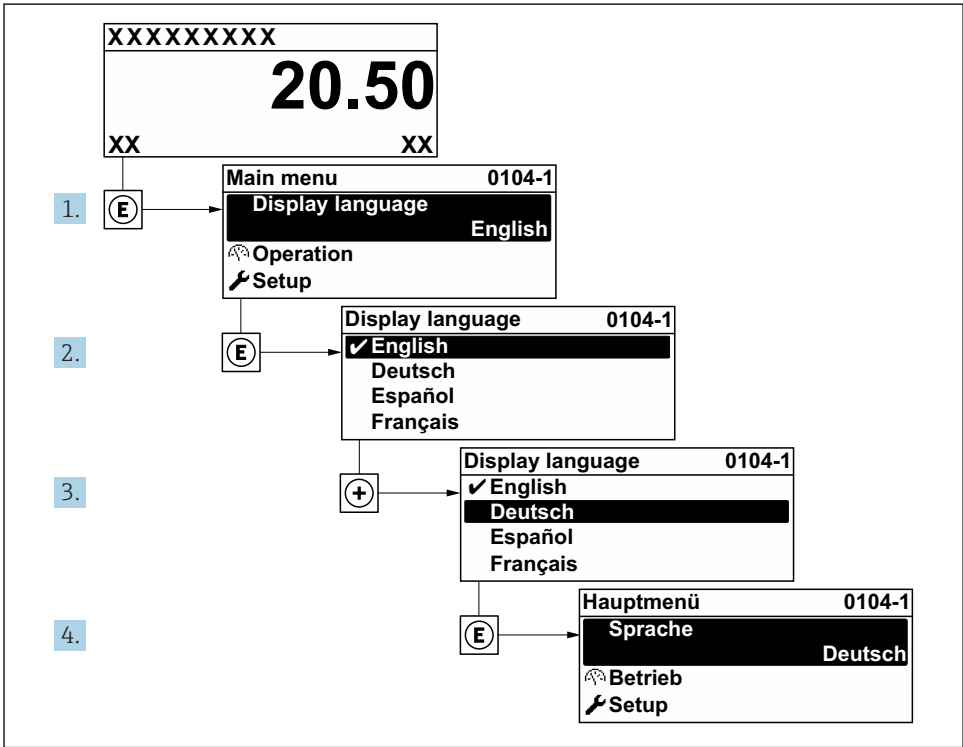 XXXXXXXXX
20.50
XX XX
1. E
Main menu 0104-1
Display language
English
Operation
Setup
2. E
Display language 0104-1
✔English
Deutsch
Español
Français
3. +
Display language 0104-1
✔English
Deutsch
Español
Français
4. E
Hauptmenü 0104-1
Sprache
Deutsch
Betrieb
Setup